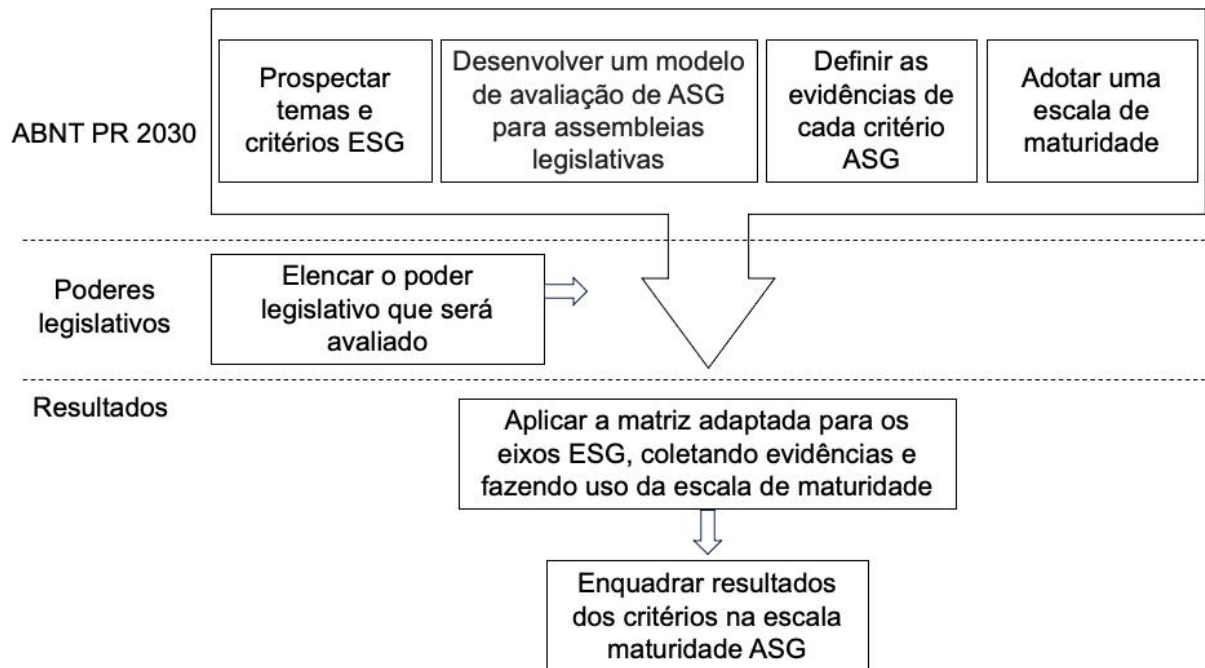 ABNT PR 2030
Prospectar
temas e
critérios ESG
Desenvolver um modelo
de avaliação de ASG
para assembleias
legislativas
Definir as
evidências de
cada critério
ASG
Adotar uma
escala de
maturidade
Poderes
legislativos
Elencar o poder
legislativo que será
avaliado
Resultados
Aplicar a matriz adaptada para os
eixos ESG, coletando evidências e
fazendo uso da escala de maturidade
Enquadrar resultados
dos critérios na escala
maturidade ASG